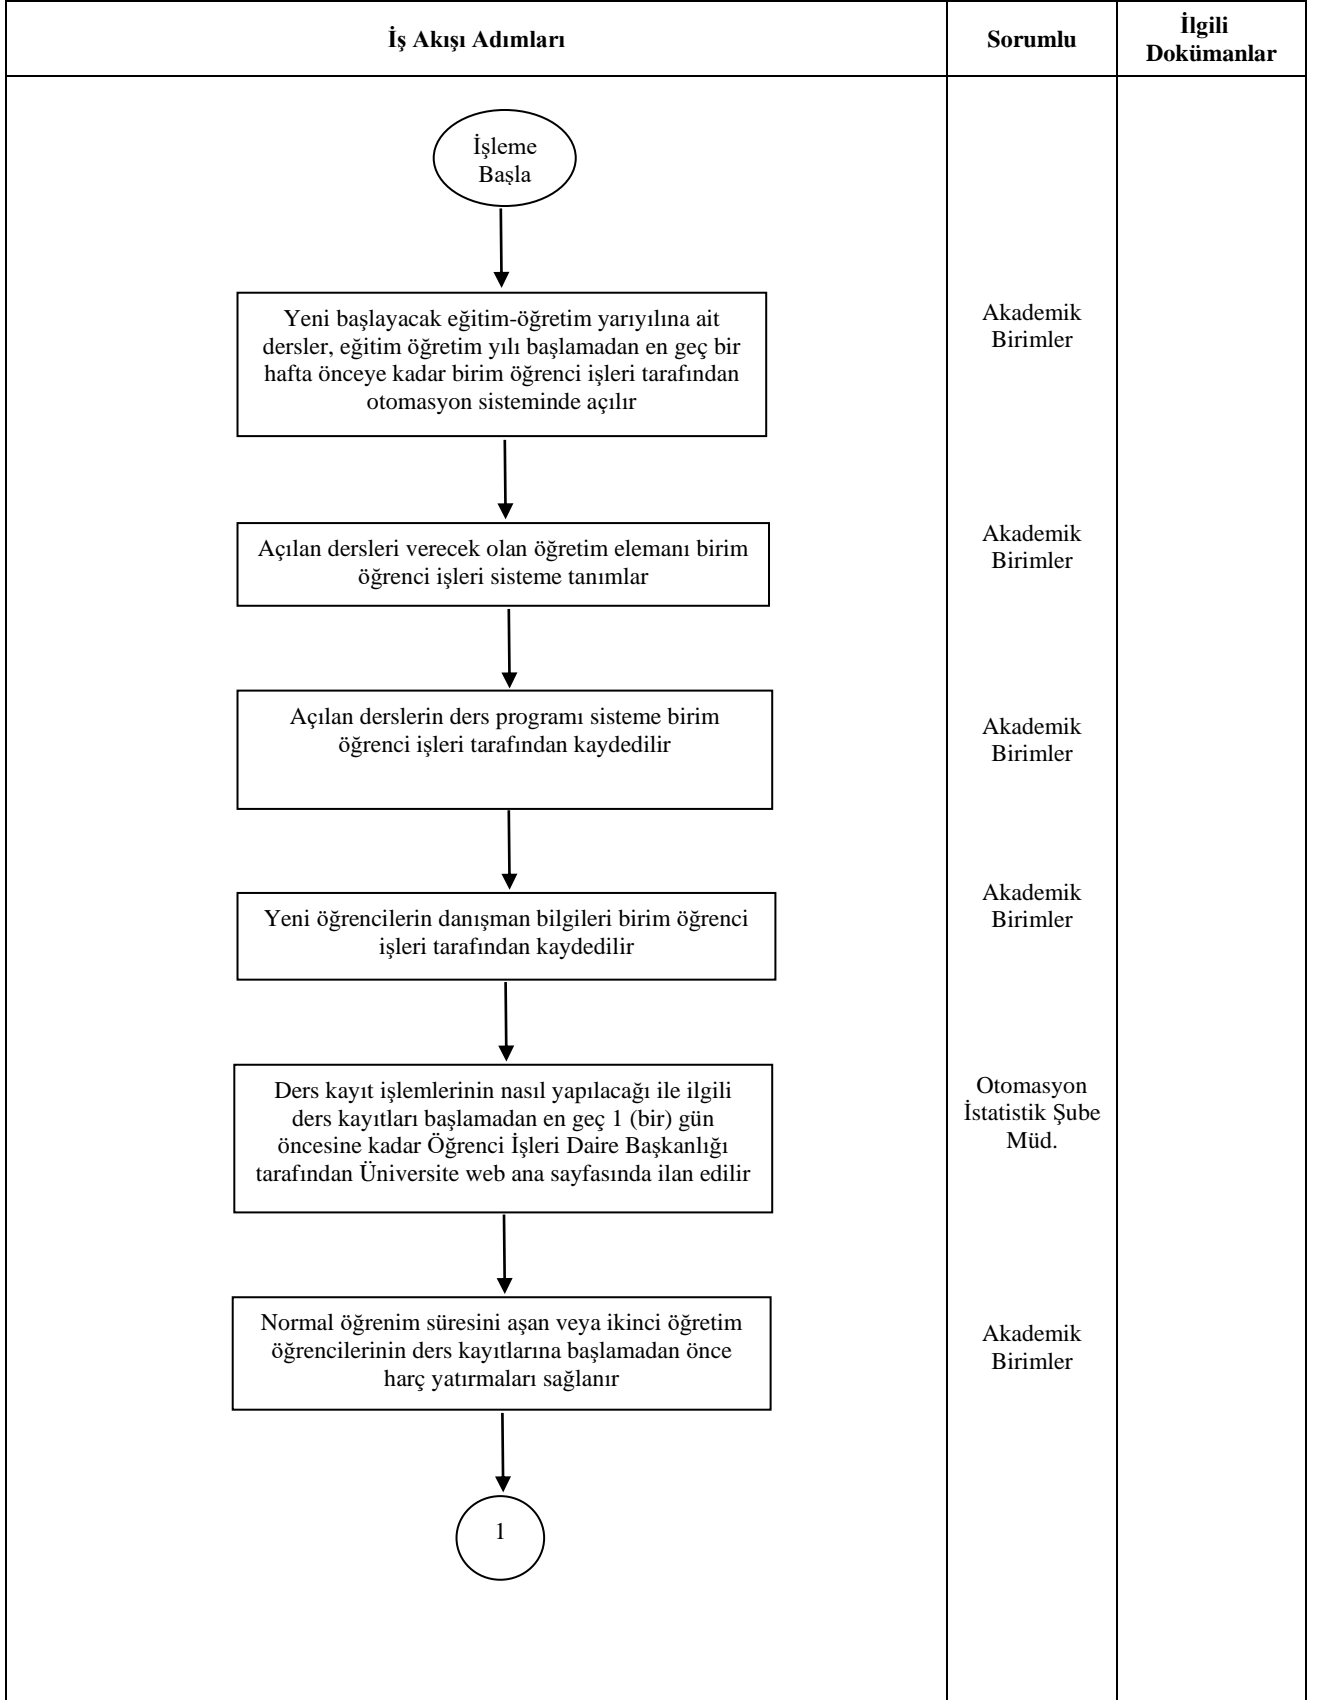 İş Akışı Adımları
Sorumlu
İlgili
Dokümanlar
İşleme
Başla
Yeni başlayacak eğitim-öğretim yarıyılına ait
dersler, eğitim öğretim yılı başlamadan en geç bir
hafta önceye kadar birim öğrenci işleri tarafından
otomasyon sisteminde açılır
Akademik
Birimler
Açılan dersleri verecek olan öğretim elemanı birim
öğrenci işleri sisteme tanımlar
Akademik
Birimler
Açılan derslerin ders programı sisteme birim
öğrenci işleri tarafından kaydedilir
Akademik
Birimler
Yeni öğrencilerin danışman bilgileri birim öğrenci
işleri tarafından kaydedilir
Akademik
Birimler
Ders kayıt işlemlerinin nasıl yapılacağı ile ilgili
ders kayıtları başlamadan en geç 1 (bir) gün
öncesine kadar Öğrenci İşleri Daire Başkanlığı
tarafından Üniversite web ana sayfasında ilan edilir
Otomasyon
İstatistik Şube
Müd.
Normal öğrenim süresini aşan veya ikinci öğretim
öğrencilerinin ders kayıtlarına başlamadan önce
harç yatırmaları sağlanır
Akademik
Birimler
1